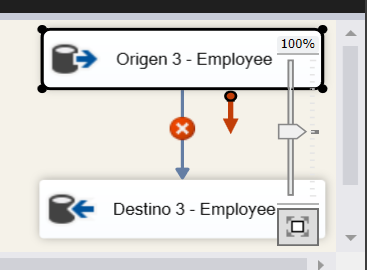 100%
Origen 3 - Employee
Destino 3 - Employee